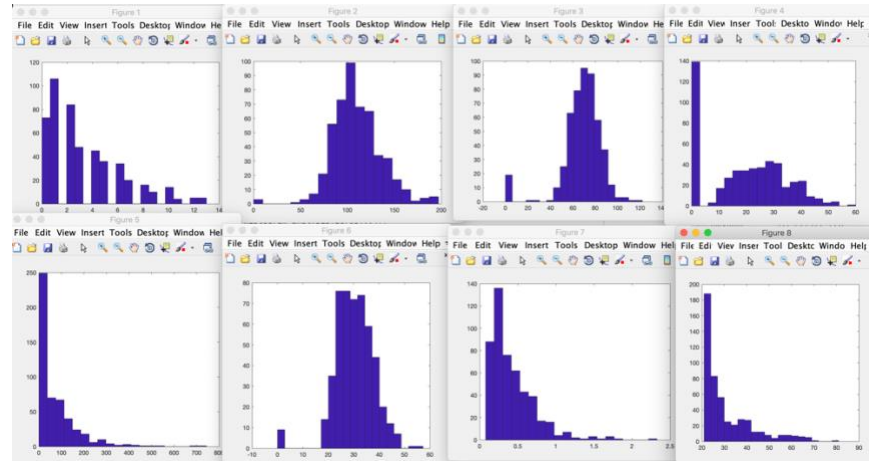 Figure 1
File Edit View Insert Tools Desktop Window He
120
100
80
60
40
20
0
0 2 4 6 8 10 12 14
Figure 2
File Edit View Insert Tools Desktop Window Help
100
90
80
70
60
50
40
30
20
10
0
0 50 100 150 200
Figure 3
File Edit View Insert Tools Desktop Window Help
100
90
80
70
60
50
40
30
20
10
0
-20 0 20 40 60 80 100 120 14
Figure 4
File Edit View Insert Tool: Desktop Windo Help
140
120
100
80
60
40
20
0
0 10 20 30 40 50 60
Figure 5
File Edit View Insert Tools Desktop Window Help
250
200
150
100
50
0
0 100 200 300 400 500 600 700 800
Figure 6
File Edit View Insert Tools Desktop Window Help
80
70
60
50
40
30
20
10
0
-10 0 10 20 30 40 50 60
Figure 7
File Edit View Insert Tools Desktop Window Help
140
120
100
80
60
40
20
0
0 0.5 1 1.5 2 2.5
Figure 8
File Edi View Insert Tool Desktc Window Help
200
180
160
140
120
100
80
60
40
20
0
20 30 40 50 60 70 80 90